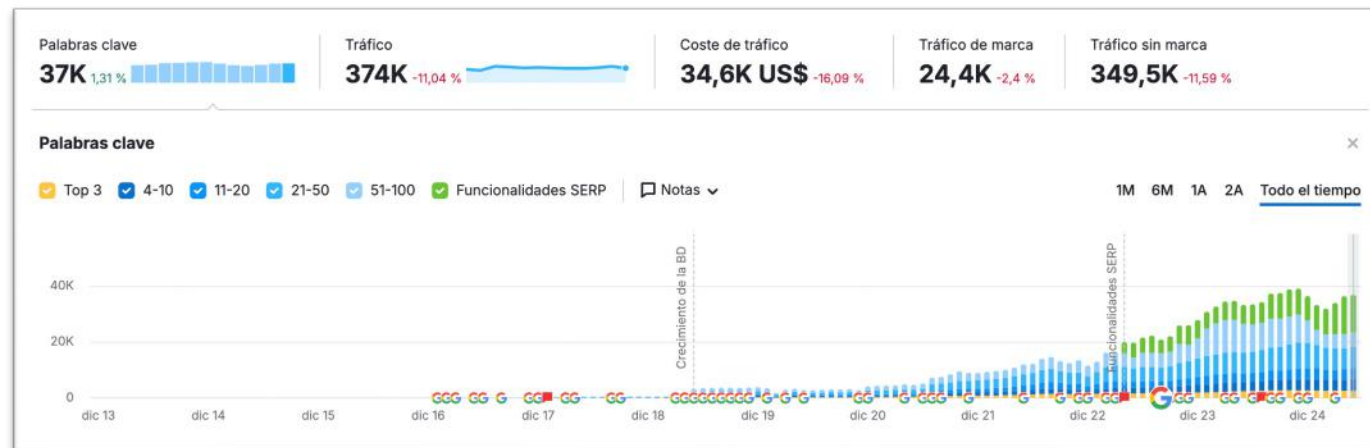 Palabras clave
37K 1,31 %
Tráfico
374K -11,04 %
Coste de tráfico
34,6K US$ -16,09 %
Tráfico de marca
24,4K -2,4 %
Tráfico sin marca
349,5K -11,59 %
Palabras clave
Top 3 4-10 11-20 21-50 51-100 Funcionalidades SERP Notas
1M 6M 1A 2A Todo el tiempo
40K
20K
0
Crecimiento de la BD
Funcionalidades SERP
dic 13 dic 14 dic 15 dic 16 dic 17 dic 18 dic 19 dic 20 dic 21 dic 22 dic 23 dic 24